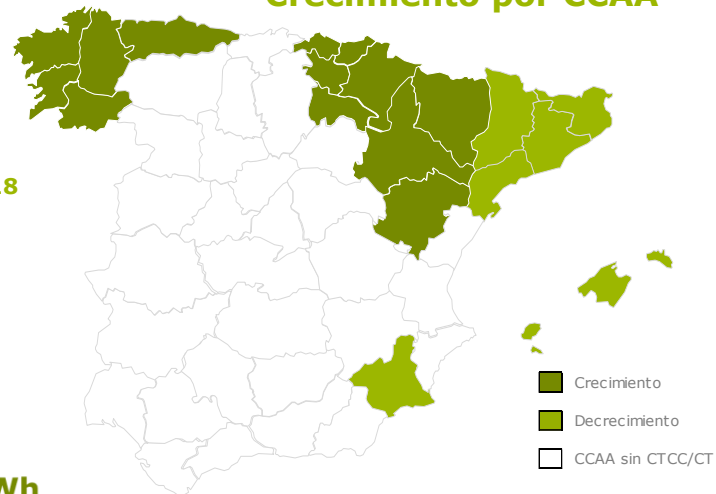 Crecimiento por CCAA
Crecimiento
Decrecimiento
CCAA sin CTCC/CT